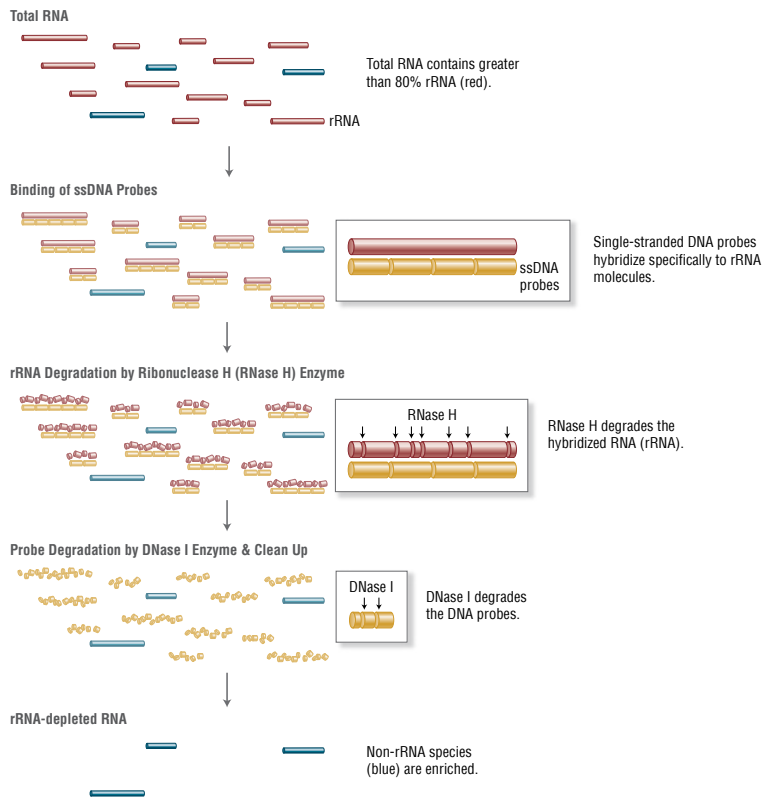 Total RNA
Total RNA contains greater
than 80% rRNA (red).
rRNA
Binding of ssDNA Probes
ssDNA
probes
Single-stranded DNA probes
hybridize specifically to rRNA
molecules.
rRNA Degradation by Ribonuclease H (RNase H) Enzyme
RNase H
RNase H degrades the
hybridized RNA (rRNA).
Probe Degradation by DNase I Enzyme & Clean Up
DNase I
DNase I degrades
the DNA probes.
rRNA-depleted RNA
Non-rRNA species
(blue) are enriched.